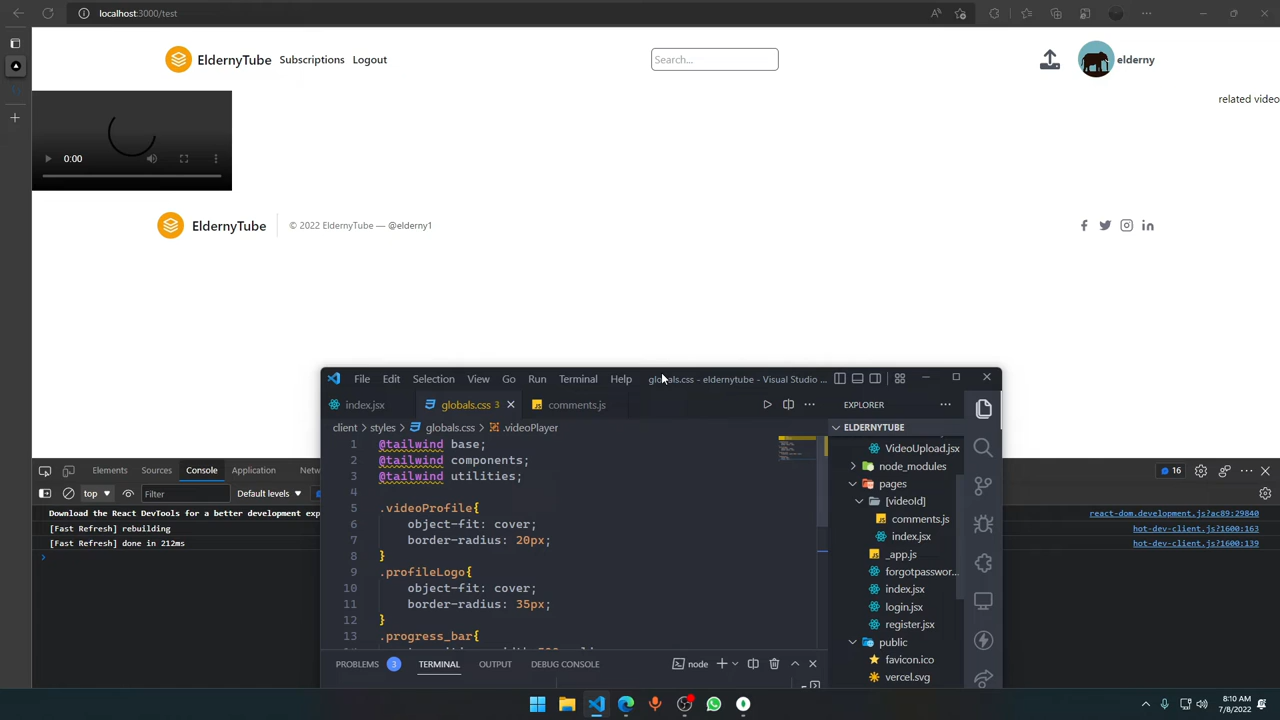 localhost:3000/test
EldernyTube Subscriptions Logout
Search...
elderny
related video
0:00
EldernyTube
© 2022 EldernyTube — @elderny1
File Edit Selection View Go Run Terminal Help
globals.css - eldernytube - Visual Studio ...
index.jsx
globals.css 3
comments.js
EXPLORER
client > styles > globals.css > .videoPlayer
ELDERNYTUBE
1 @tailwind base;
2 @tailwind components;
3 @tailwind utilities;
4
5 .videoProfile{
6 object-fit: cover;
7 border-radius: 20px;
8 }
9 .profileLogo{
10 object-fit: cover;
11 border-radius: 35px;
12 }
13 .progress_bar{
VideoUpload.jsx
node_modules
pages
[videoId]
comments.js
index.jsx
_app.js
forgotpasswor...
index.jsx
login.jsx
register.jsx
public
favicon.ico
vercel.svg
PROBLEMS 3 TERMINAL OUTPUT DEBUG CONSOLE
node
Elements Sources Console Application Netw
16
top
Filter
Default levels
Download the React DevTools for a better development exp
react-dom.development.js?ac89:29840
[Fast Refresh] rebuilding
hot-dev-client.js?1600:163
[Fast Refresh] done in 212ms
hot-dev-client.js?1600:139
8:10 AM
7/8/2022